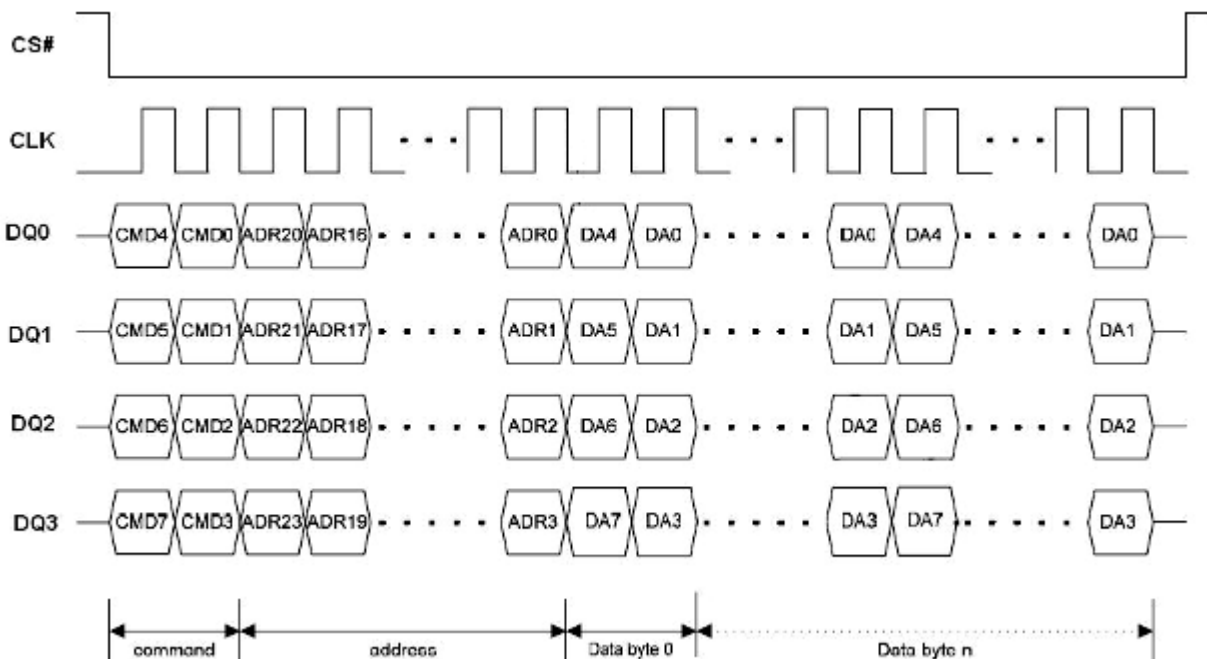 CS#
CLK
DQ0 CMD4 CMD0 ADR20 ADR16 ADR0 DA4 DA0 DA0 DA4 DA0
DQ1 CMD5 CMD1 ADR21 ADR17 ADR1 DA5 DA1 DA1 DA5 DA1
DQ2 CMD6 CMD2 ADR22 ADR18 ADR2 DA6 DA2 DA2 DA6 DA2
DQ3 CMD7 CMD3 ADR23 ADR19 ADR3 DA7 DA3 DA3 DA7 DA3
command address Data byte 0 Data byte n